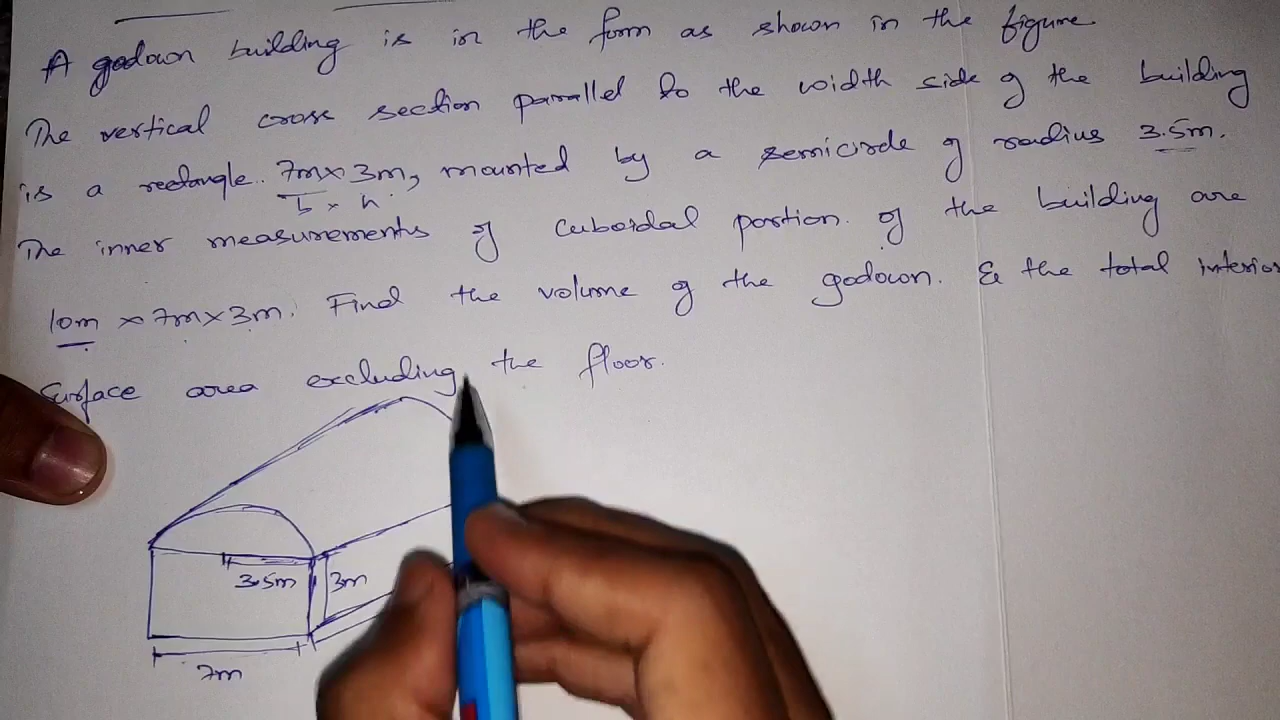 A godown building is in the form as shown in the figure
The vertical cross section parallel to the width side of the building
is a rectangle. 7m x 3m, mounted by a semicircle of radius 3.5m.
b x h
The inner measurements of cuboidal portion of the building are
10m x 7m x 3m. Find the volume of the godown. & the total interior
surface area excluding the floor.
3.5m 3m
7m